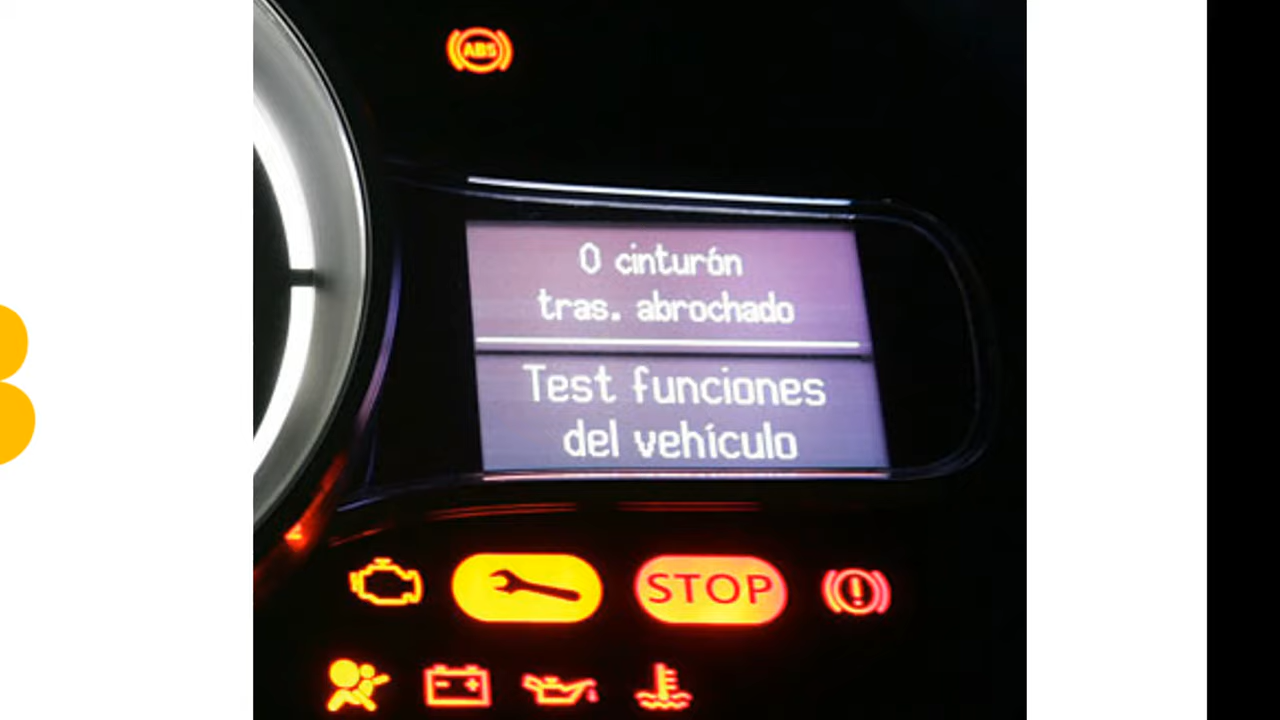 ABS
0 cinturón
tras. abrochado
Test funciones
del vehículo
STOP